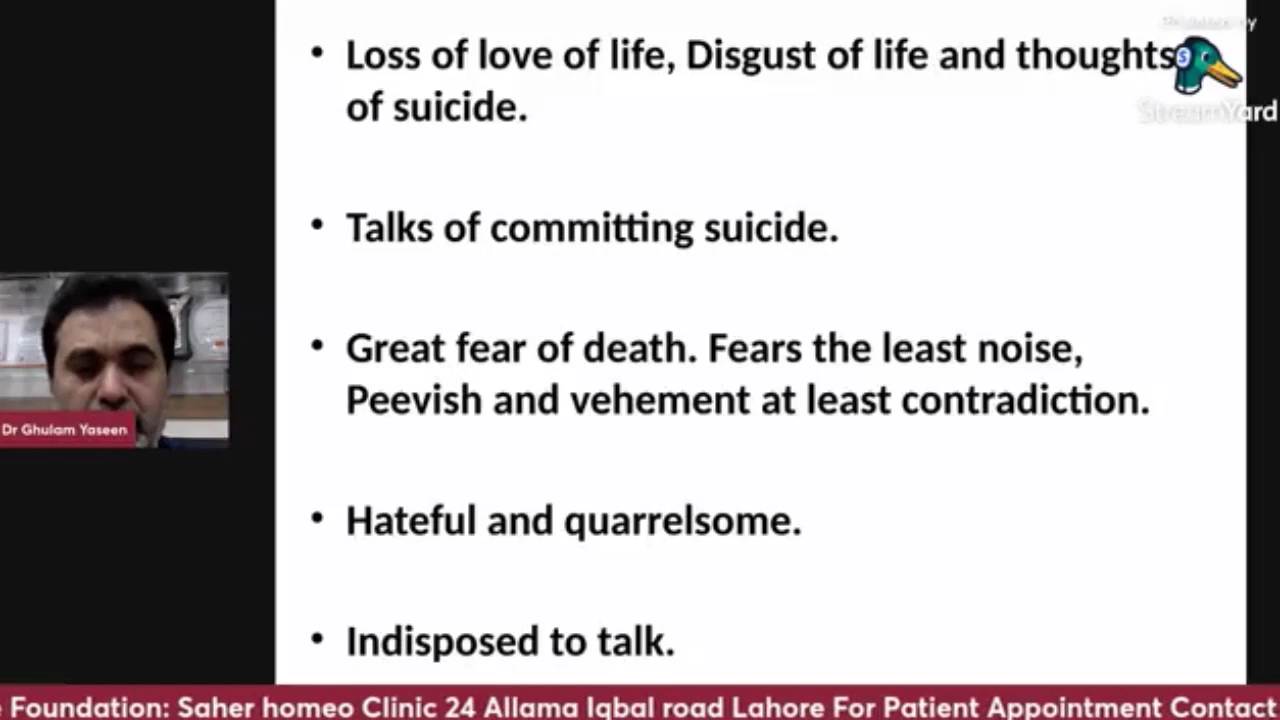 Powered by
StreamYard
• Loss of love of life, Disgust of life and thoughts
of suicide.
• Talks of committing suicide.
• Great fear of death. Fears the least noise,
Peevish and vehement at least contradiction.
• Hateful and quarrelsome.
• Indisposed to talk.
Dr Ghulam Yaseen
Foundation: Saher homeo Clinic 24 Allama Iqbal road Lahore For Patient Appointment Contact